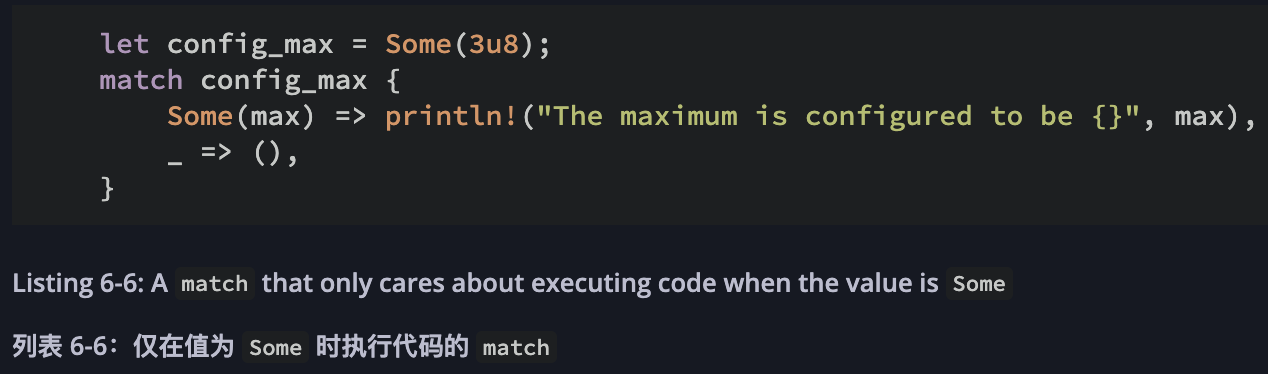 let config_max = Some(3u8);
match config_max {
    Some(max) => println!("The maximum is configured to be {}", max),
    _ => (),
}
Listing 6-6: A match that only cares about executing code when the value is Some
列表 6-6：仅在值为 Some 时执行代码的 match